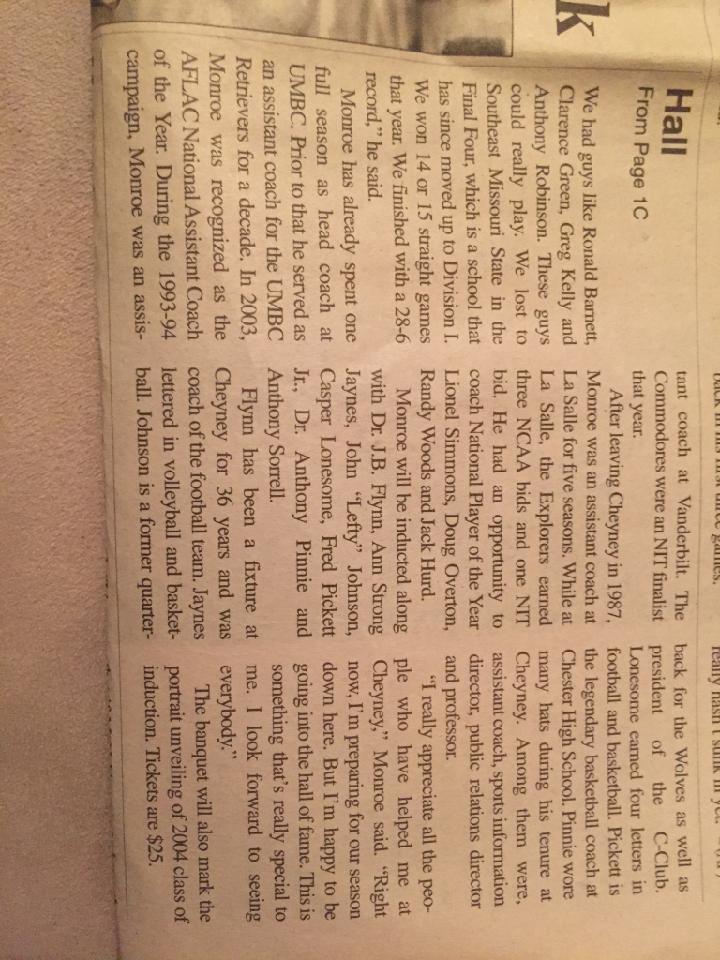 k
Hall
From Page 1C
We had guys like Ronald Barnett,
Clarence Green, Greg Kelly and
Anthony Robinson. These guys
could really play. We lost to
Southeast Missouri State in the
Final Four, which is a school that
has since moved up to Division I.
We won 14 or 15 straight games
that year. We finished with a 28-6
record,” he said.
Monroe has already spent one
full season as head coach at
UMBC. Prior to that he served as
an assistant coach for the UMBC
Retrievers for a decade. In 2003,
Monroe was recognized as the
AFLAC National Assistant Coach
of the Year. During the 1993-94
campaign, Monroe was an assis-
tant coach at Vanderbilt. The
Commodores were an NIT finalist
that year.
After leaving Cheyney in 1987,
Monroe was an assistant coach at
La Salle for five seasons. While at
La Salle, the Explorers earned
three NCAA bids and one NIT
bid. He had an opportunity to
coach National Player of the Year
Lionel Simmons, Doug Overton,
Randy Woods and Jack Hurd.
Monroe will be inducted along
with Dr. J.B. Flynn, Ann Strong
Jaynes, John “Lefty” Johnson,
Casper Lonesome, Fred Pickett
Jr., Dr. Anthony Pinnie and
Anthony Sorrell.
Flynn has been a fixture at
Cheyney for 36 years and was
coach of the football team. Jaynes
lettered in volleyball and basket-
ball. Johnson is a former quarter-
back for the Wolves as well as
president of the C-Club.
Lonesome earned four letters in
football and basketball. Pickett is
the legendary basketball coach at
Chester High School. Pinnie wore
many hats during his tenure at
Cheyney. Among them were,
assistant coach, sports information
director, public relations director
and professor.
“I really appreciate all the peo-
ple who have helped me at
Cheyney,” Monroe said. “Right
now, I'm preparing for our season
down here. But I'm happy to be
going into the hall of fame. This is
something that's really special to
me. I look forward to seeing
everybody.”
The banquet will also mark the
portrait unveiling of 2004 class of
induction. Tickets are $25.